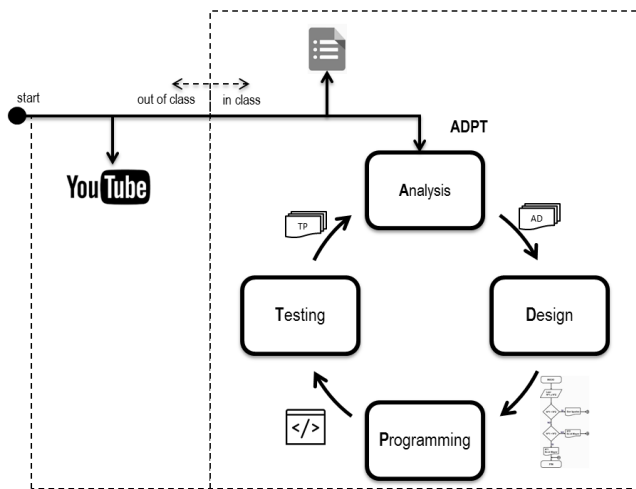 start
out of class
in class
ADPT
YouTube
Analysis
TP
AD
Testing
Design
</>
Programming